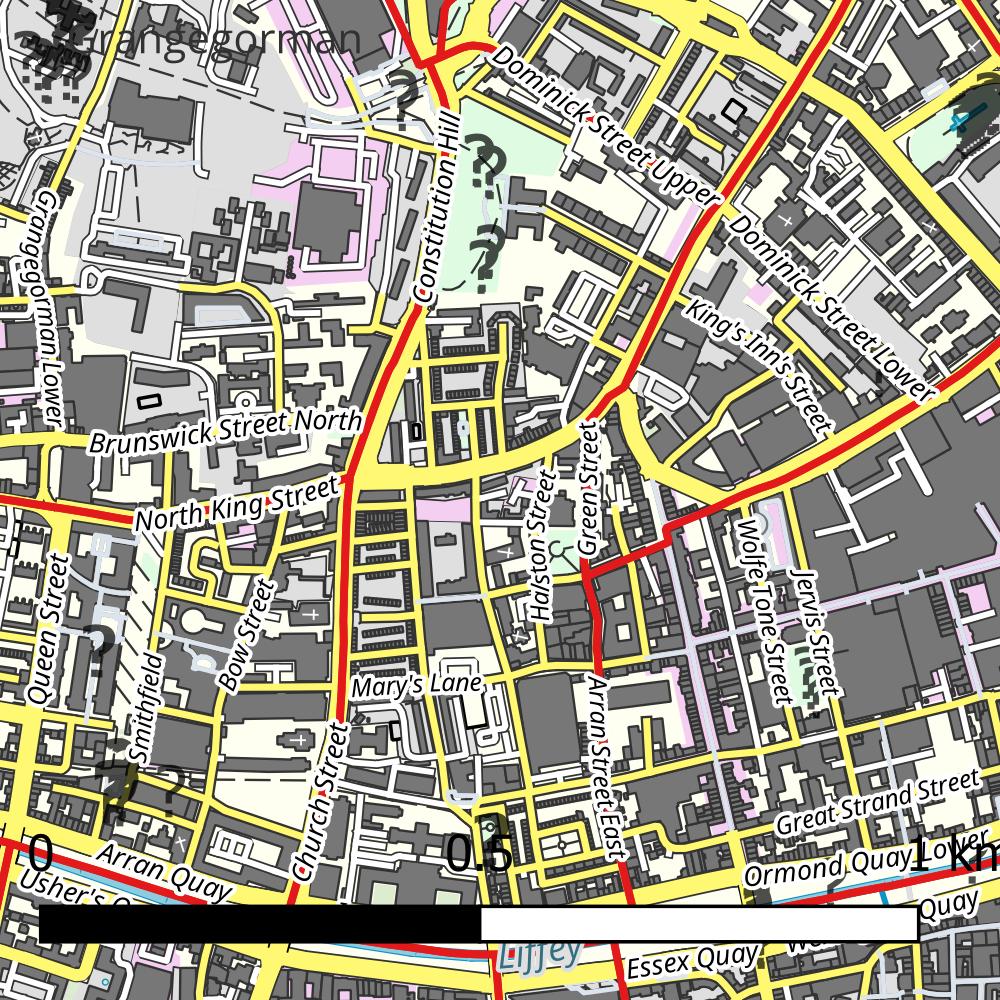 Grangegorman
Dominick Street Upper
Constitution Hill
Grangegorman Lower
Dominick Street Lower
King's Inn's Street
Brunswick Street North
North King Street
Green Street
Halston Street
Wolfe Tone Street
Jervis Street
Queen Street
Bow Street
Smithfield
Mary's Lane
Church Street
Arran Street East
Great Strand Street
Arran Quay
Ormond Quay Lower
0
0.5
1 km
Usher's
Quay
Liffey
Essex Quay